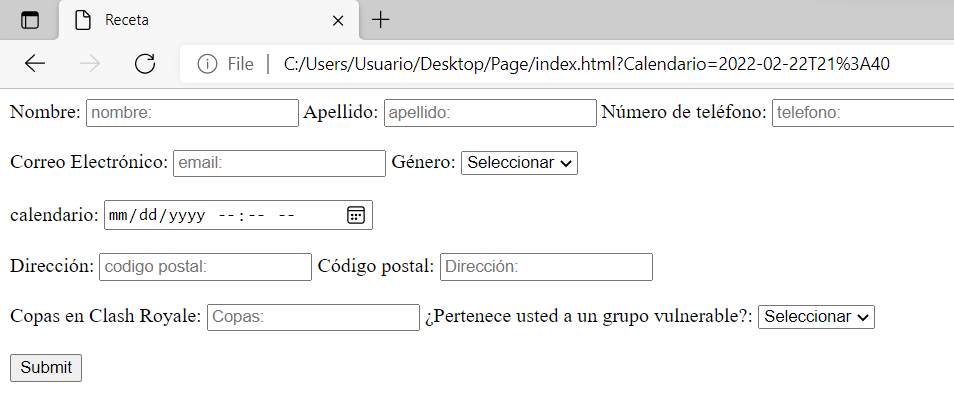 Receta
File | C:/Users/Usuario/Desktop/Page/index.html?Calendario=2022-02-22T21%3A40
Nombre: nombre: Apellido: apellido: Número de teléfono: telefono:
Correo Electrónico: email: Género: Seleccionar
calendario: mm/dd/yyyy --:-- --
Dirección: codigo postal: Código postal: Dirección:
Copas en Clash Royale: Copas: ¿Pertenece usted a un grupo vulnerable?: Seleccionar
Submit